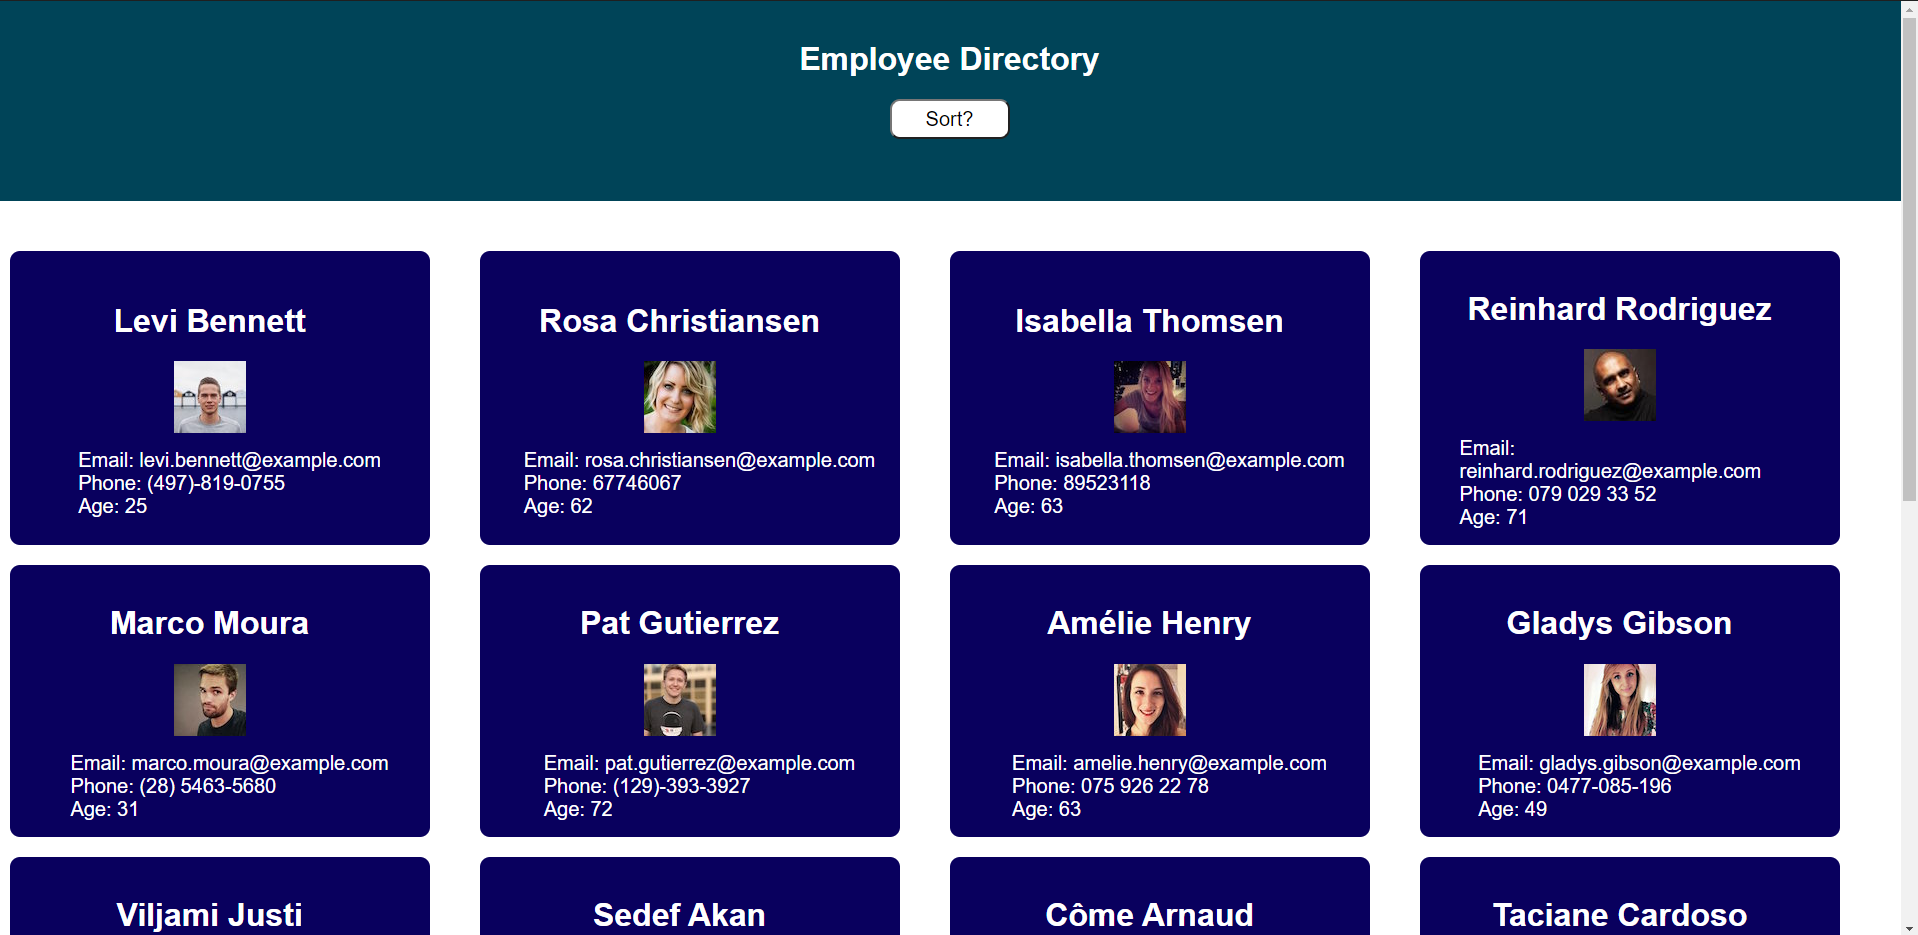 Employee Directory
Sort?
Levi Bennett
Email: levi.bennett@example.com
Phone: (497)-819-0755
Age: 25
Rosa Christiansen
Email: rosa.christiansen@example.com
Phone: 67746067
Age: 62
Isabella Thomsen
Email: isabella.thomsen@example.com
Phone: 89523118
Age: 63
Reinhard Rodriguez
Email:
reinhard.rodriguez@example.com
Phone: 079 029 33 52
Age: 71
Marco Moura
Email: marco.moura@example.com
Phone: (28) 5463-5680
Age: 31
Pat Gutierrez
Email: pat.gutierrez@example.com
Phone: (129)-393-3927
Age: 72
Amélie Henry
Email: amelie.henry@example.com
Phone: 075 926 22 78
Age: 63
Gladys Gibson
Email: gladys.gibson@example.com
Phone: 0477-085-196
Age: 49
Viljami Justi
Sedef Akan
Côme Arnaud
Taciane Cardoso